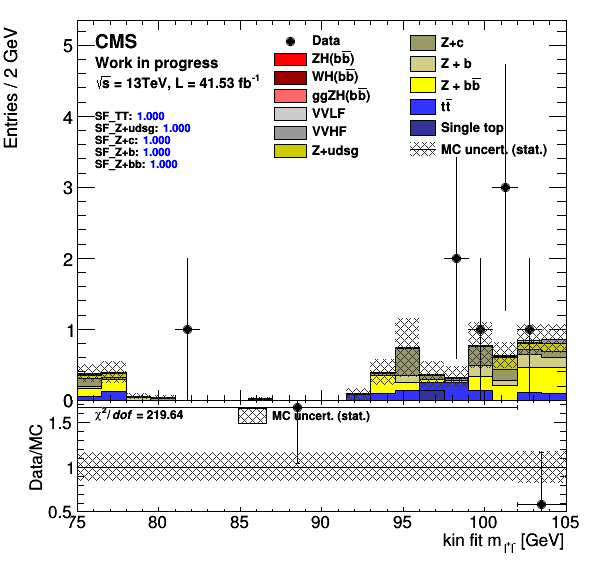 Entries / 2 GeV
5
4
3
2
1
0
CMS
Work in progress
√s = 13TeV, L = 41.53 fb⁻¹
SF_TT: 1.000
SF_Z+udsg: 1.000
SF_Z+c: 1.000
SF_Z+b: 1.000
SF_Z+bb: 1.000
Data
ZH(bb̅)
WH(bb̅)
ggZH(bb̅)
VVLF
VVHF
Z+udsg
Z+c
Z + b
Z + bb̅
tt̅
Single top
MC uncert. (stat.)
χ²/ dof = 219.64
MC uncert. (stat.)
Data/MC
1.5
1
0.5
75 80 85 90 95 100 105
kin fit m l⁺l⁻ [GeV]